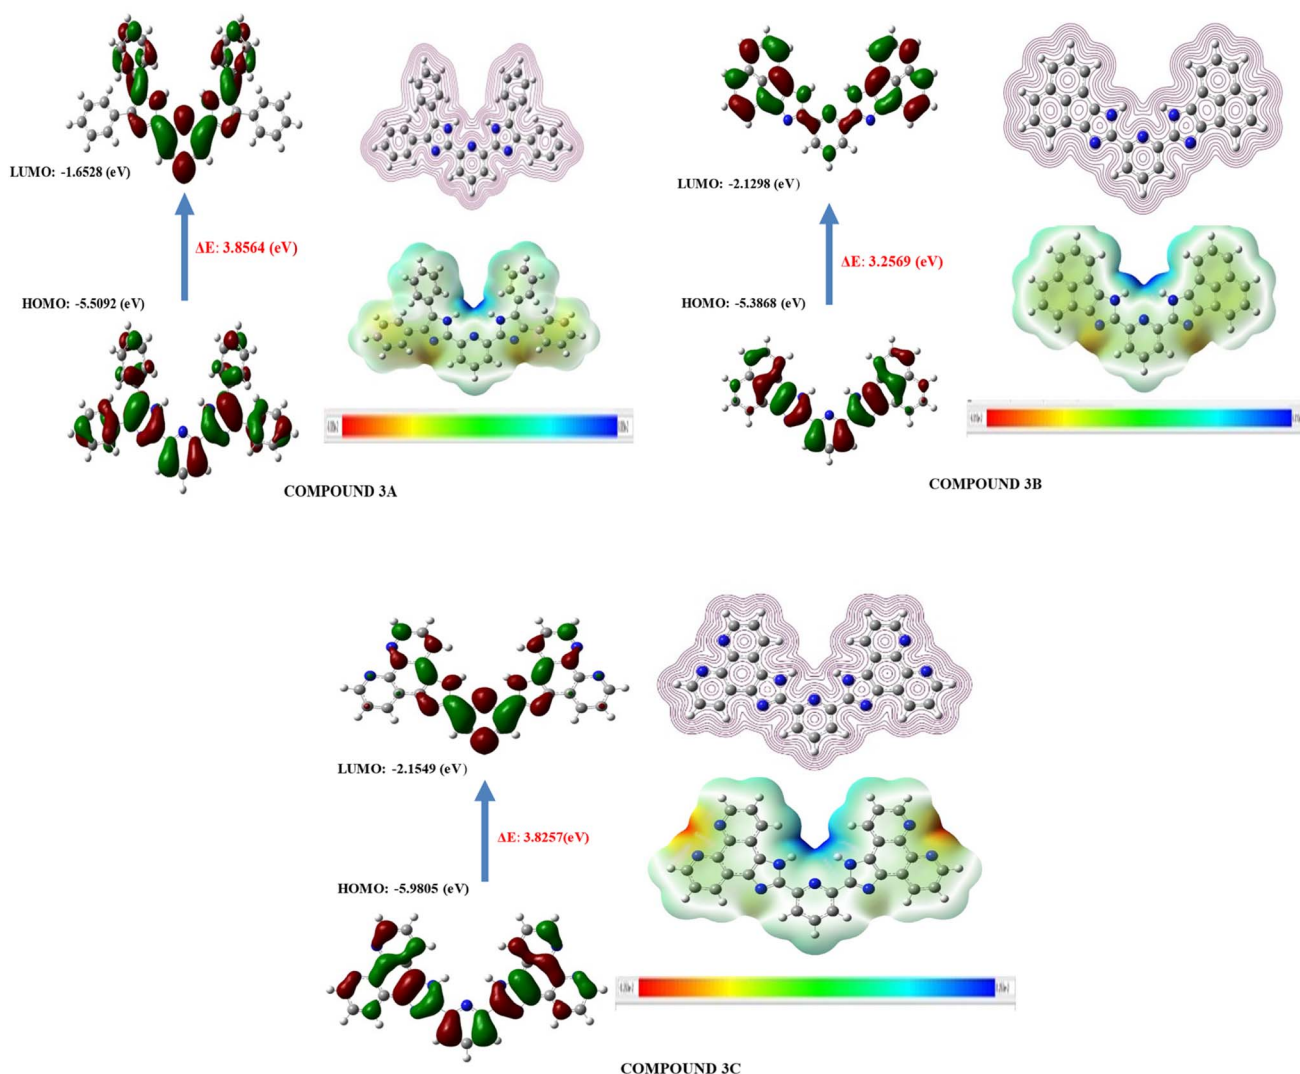 LUMO: -1.6528 (eV)
ΔE: 3.8564 (eV)
HOMO: -5.5092 (eV)
COMPOUND 3A
LUMO: -2.1298 (eV)
ΔE: 3.2569 (eV)
HOMO: -5.3868 (eV)
COMPOUND 3B
LUMO: -2.1549 (eV)
ΔE: 3.8257(eV)
HOMO: -5.9805 (eV)
COMPOUND 3C